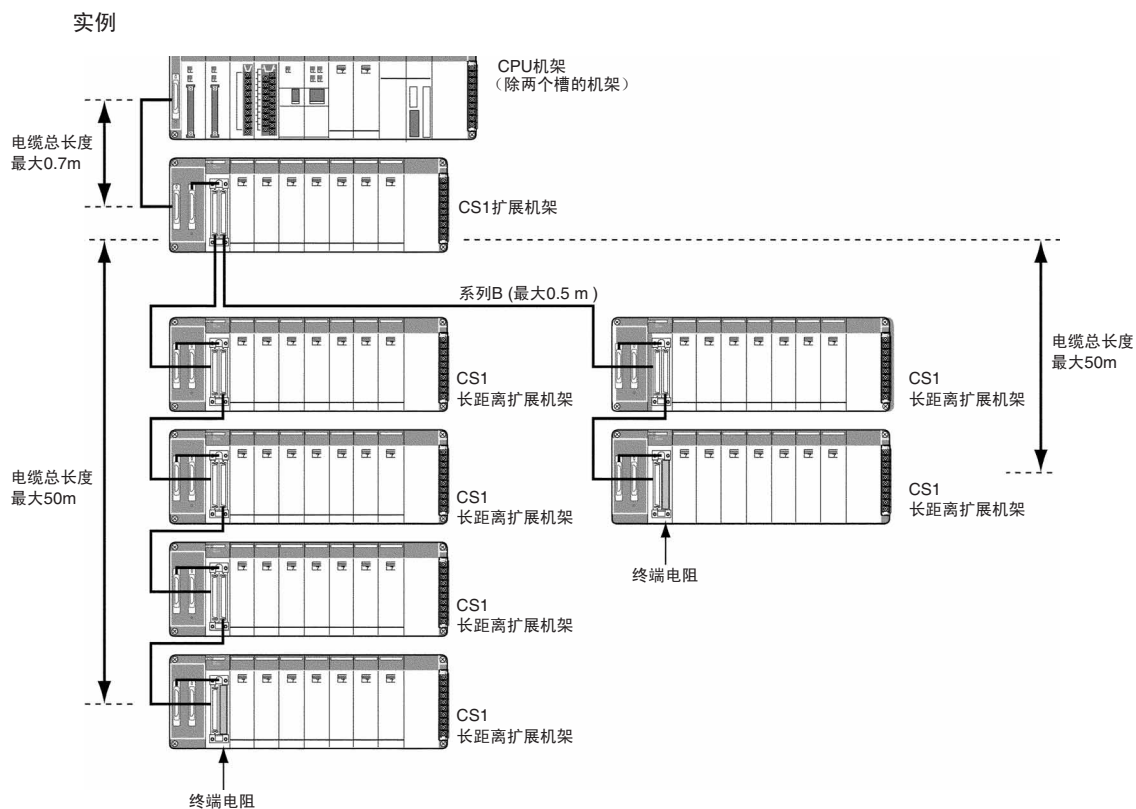 实例
CPU机架
（除两个槽的机架）
电缆总长度
最大0.7m
CS1扩展机架
系列B (最大0.5 m )
电缆总长度
最大50m
CS1
长距离扩展机架
CS1
长距离扩展机架
电缆总长度
最大50m
CS1
长距离扩展机架
CS1
长距离扩展机架
终端电阻
CS1
长距离扩展机架
CS1
长距离扩展机架
终端电阻